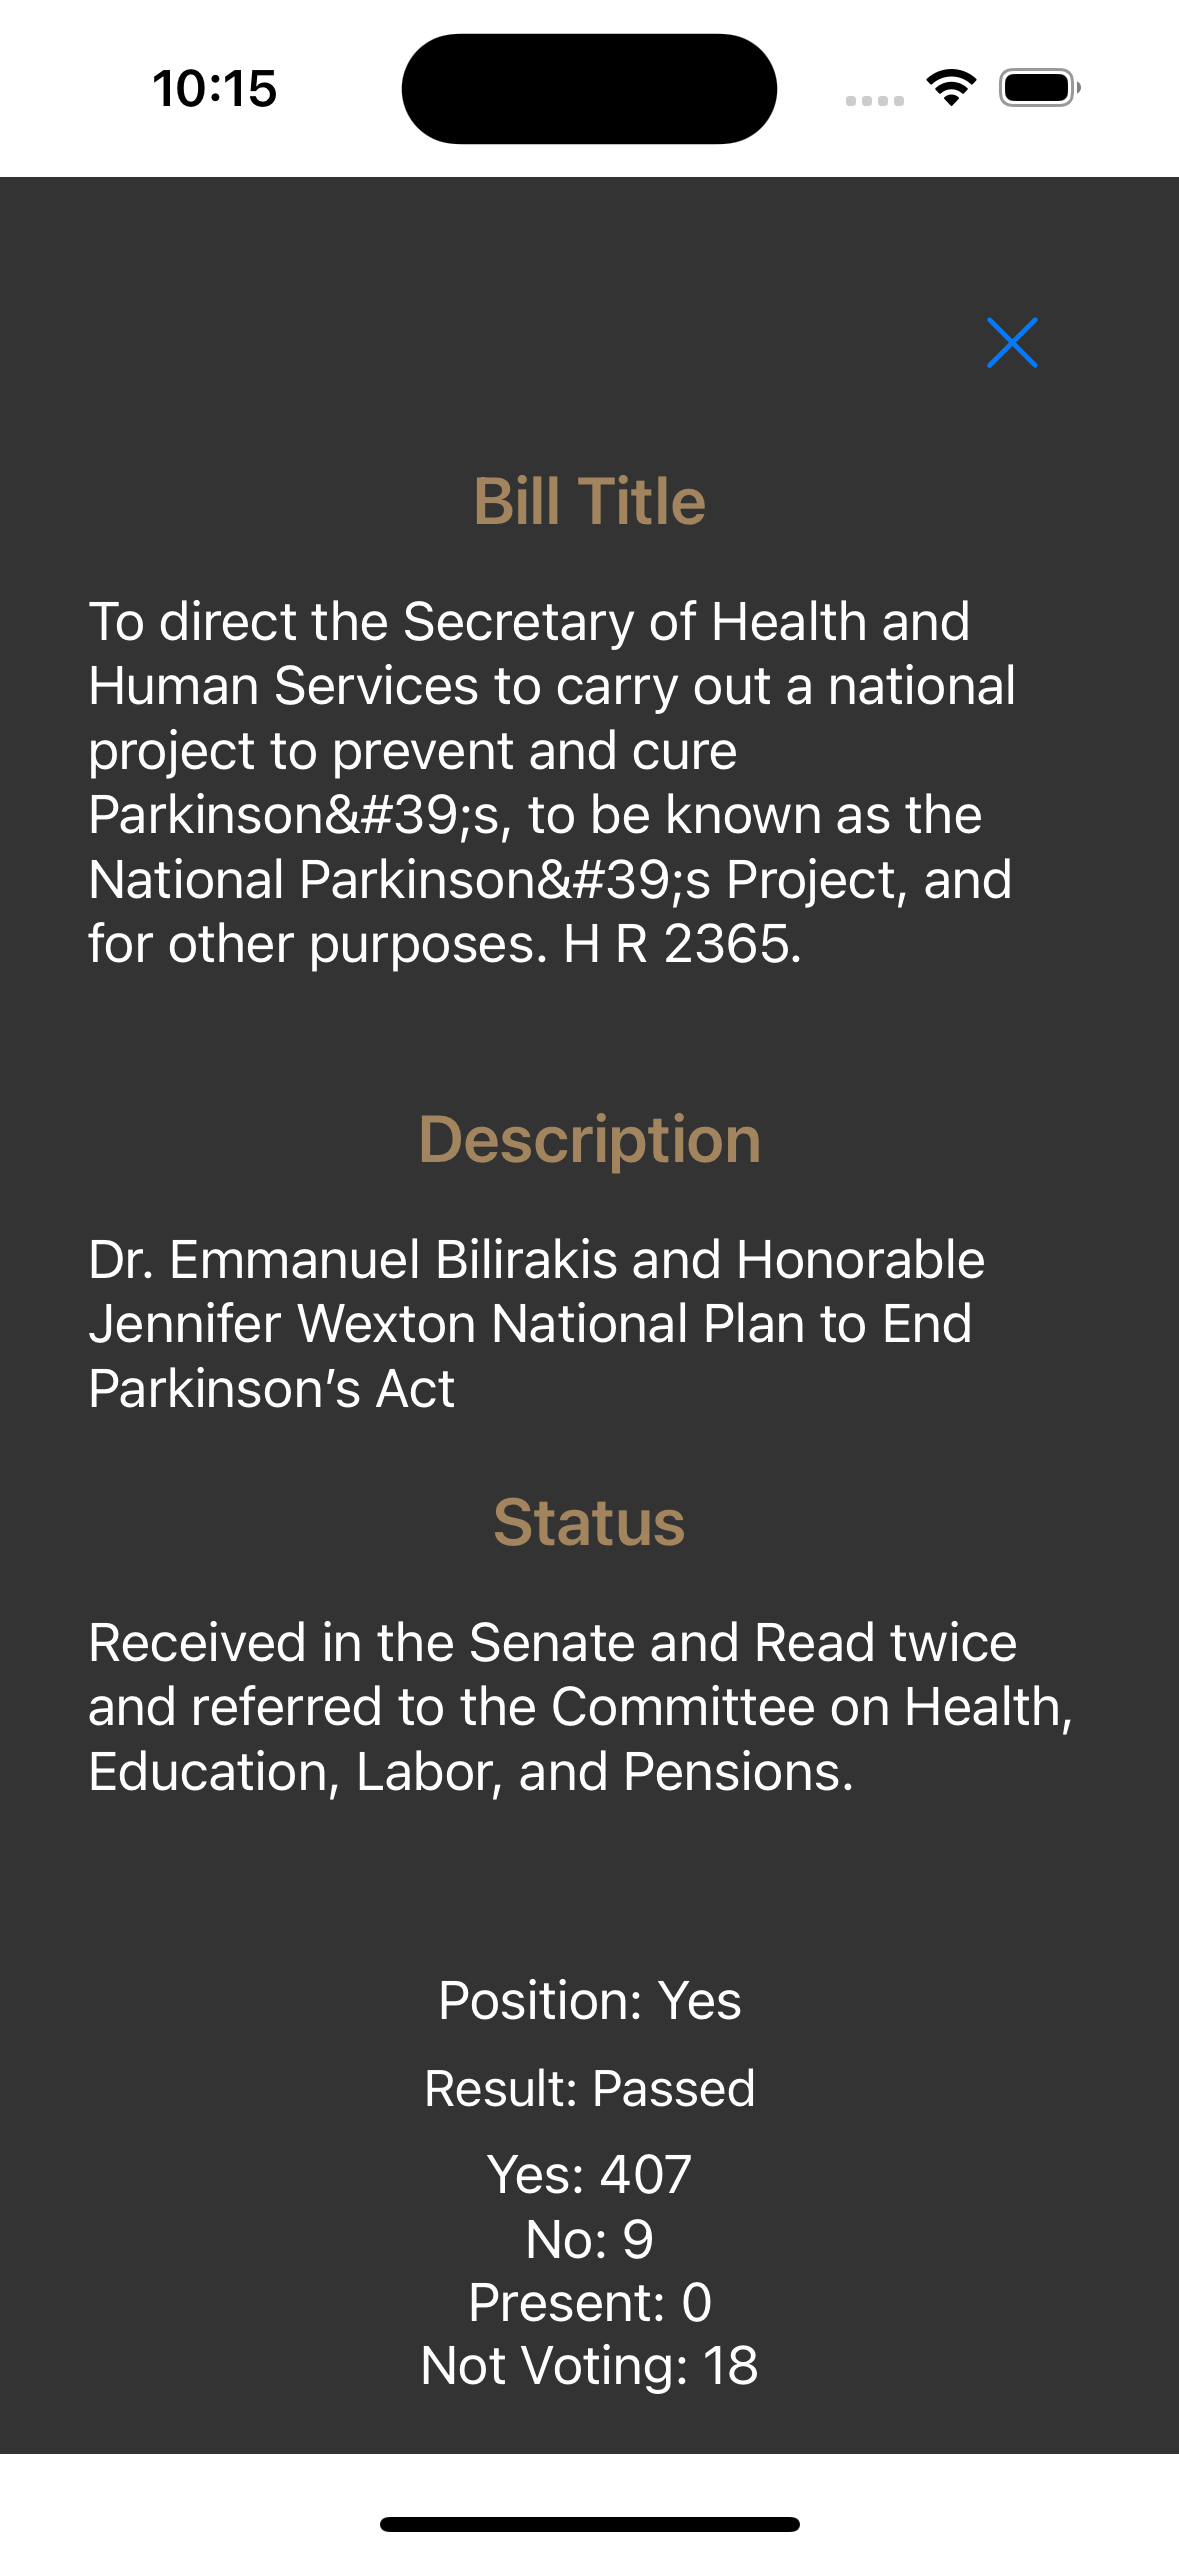 10:15
Bill Title
To direct the Secretary of Health and
Human Services to carry out a national
project to prevent and cure
Parkinson&#39;s, to be known as the
National Parkinson&#39;s Project, and
for other purposes. H R 2365.
Description
Dr. Emmanuel Bilirakis and Honorable
Jennifer Wexton National Plan to End
Parkinson’s Act
Status
Received in the Senate and Read twice
and referred to the Committee on Health,
Education, Labor, and Pensions.
Position: Yes
Result: Passed
Yes: 407
No: 9
Present: 0
Not Voting: 18